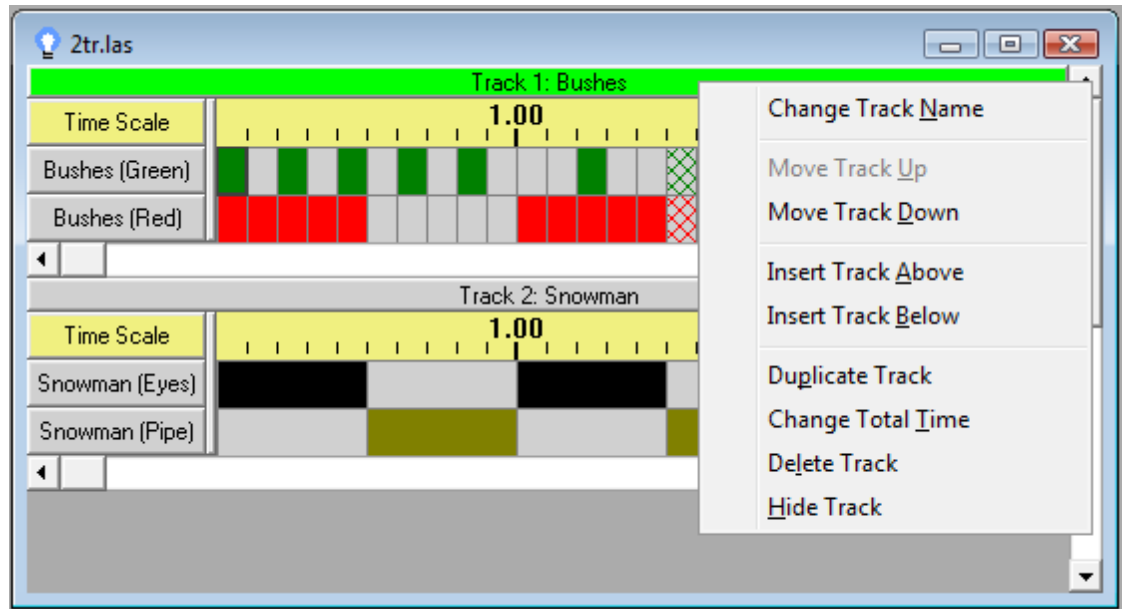 2tr.las
Track 1: Bushes
Time Scale
1.00
Bushes (Green)
Bushes (Red)
Track 2: Snowman
Time Scale
1.00
Snowman (Eyes)
Snowman (Pipe)
Change Track Name
Move Track Up
Move Track Down
Insert Track Above
Insert Track Below
Duplicate Track
Change Total Time
Delete Track
Hide Track